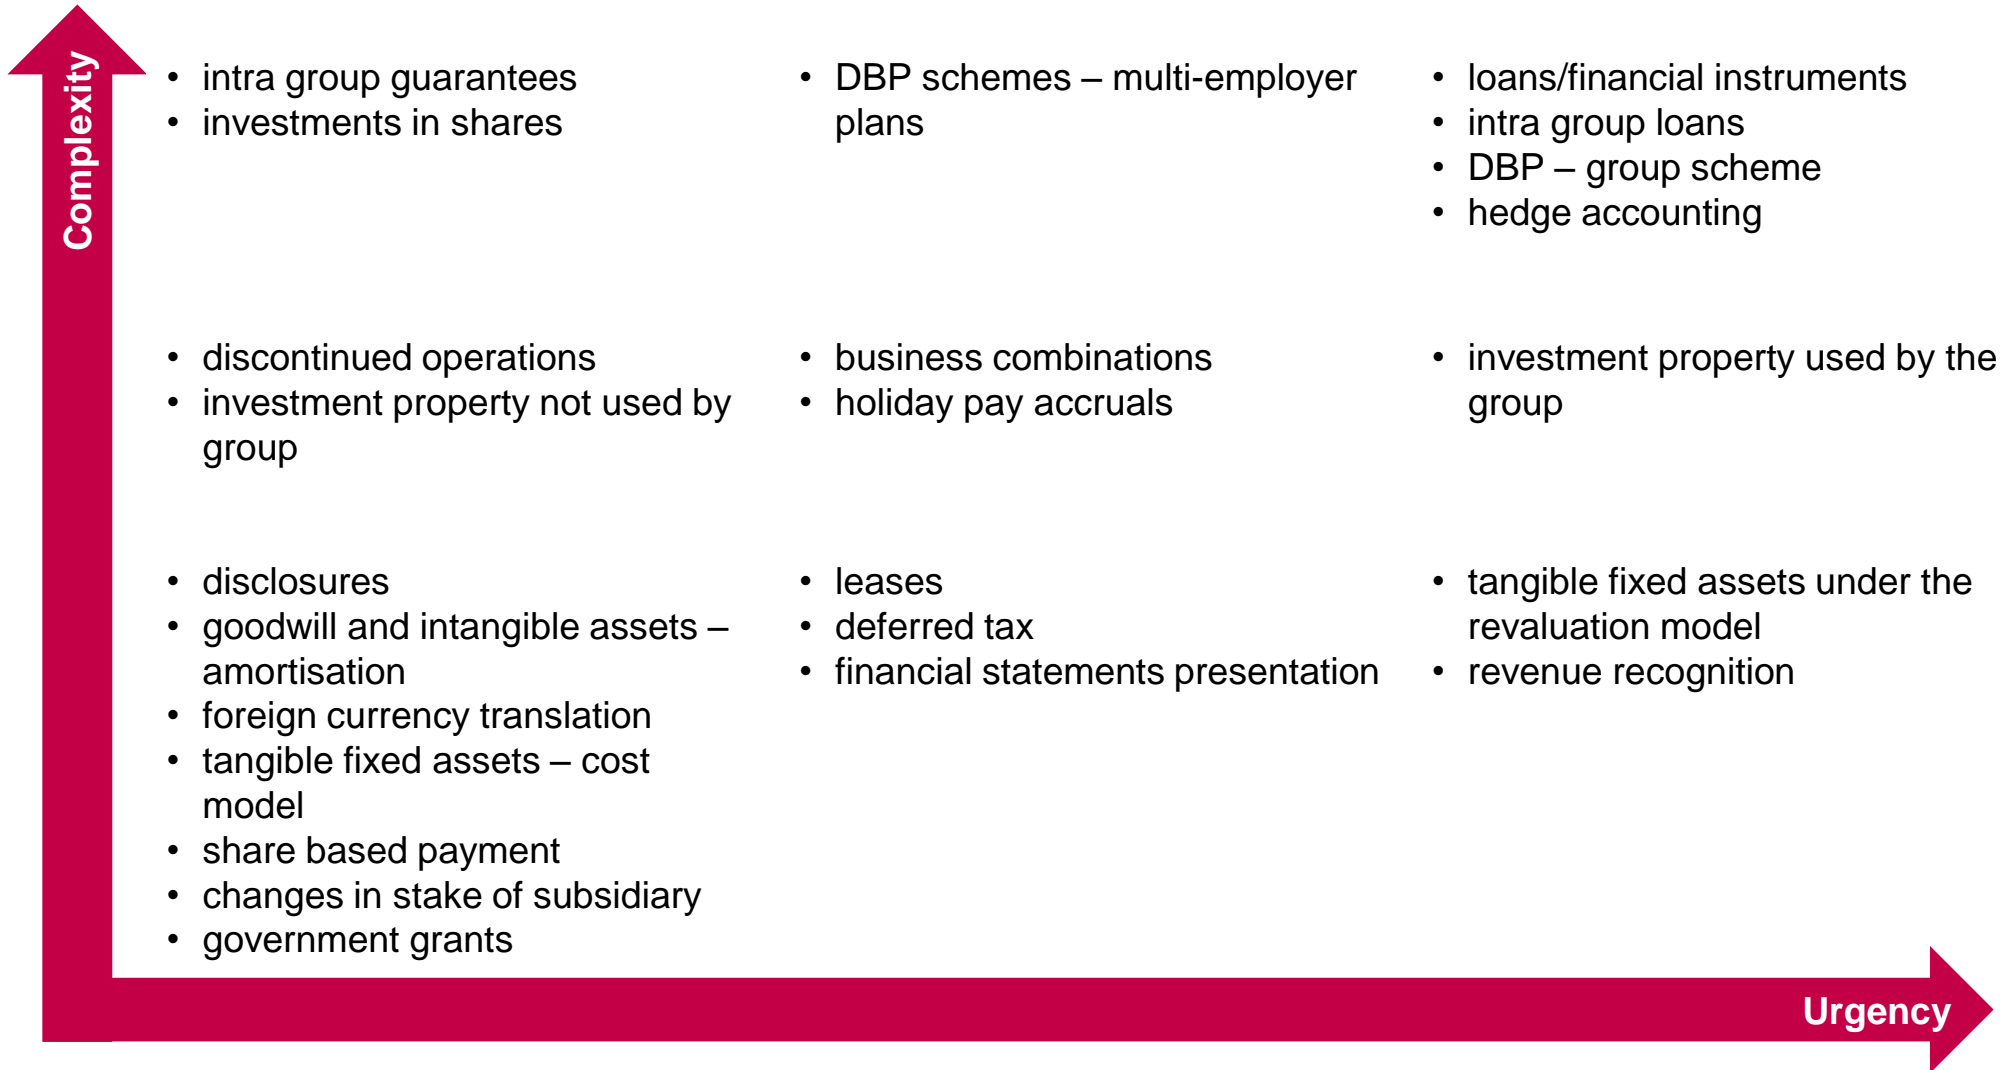 Complexity
• intra group guarantees
• investments in shares
• DBP schemes – multi-employer
plans
• loans/financial instruments
• intra group loans
• DBP – group scheme
• hedge accounting
• discontinued operations
• investment property not used by
group
• business combinations
• holiday pay accruals
• investment property used by the
group
• disclosures
• goodwill and intangible assets –
amortisation
• foreign currency translation
• tangible fixed assets – cost
model
• share based payment
• changes in stake of subsidiary
• government grants
• leases
• deferred tax
• financial statements presentation
• tangible fixed assets under the
revaluation model
• revenue recognition
Urgency